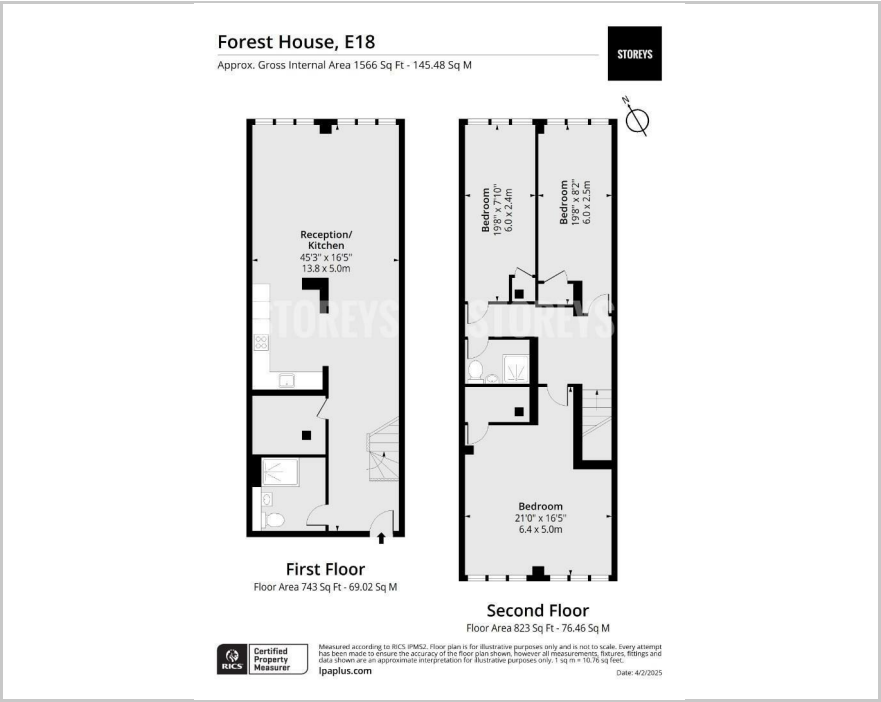 Forest House, E18
Approx. Gross Internal Area 1566 Sq Ft - 145.48 Sq M
STOREYS
N
Reception/
Kitchen
45'3" x 16'5"
13.8 x 5.0m
Bedroom
19'8" x 7'10"
6.0 x 2.4m
Bedroom
19'8" x 8'2"
6.0 x 2.5m
STOREYS
STOREYS
Bedroom
21'0" x 16'5"
6.4 x 5.0m
First Floor
Floor Area 743 Sq Ft - 69.02 Sq M
Second Floor
Floor Area 823 Sq Ft - 76.46 Sq M
RICS
Certified
Property
Measurer
Measured according to RICS IPMS2. Floor plan is for illustrative purposes only and is not to scale. Every attempt
has been made to ensure the accuracy of the floor plan shown, however all measurements, fixtures, fittings and
data shown are an approximate interpretation for illustrative purposes only. 1 sq m = 10.76 sq feet.
lpaplus.com
Date: 4/2/2025